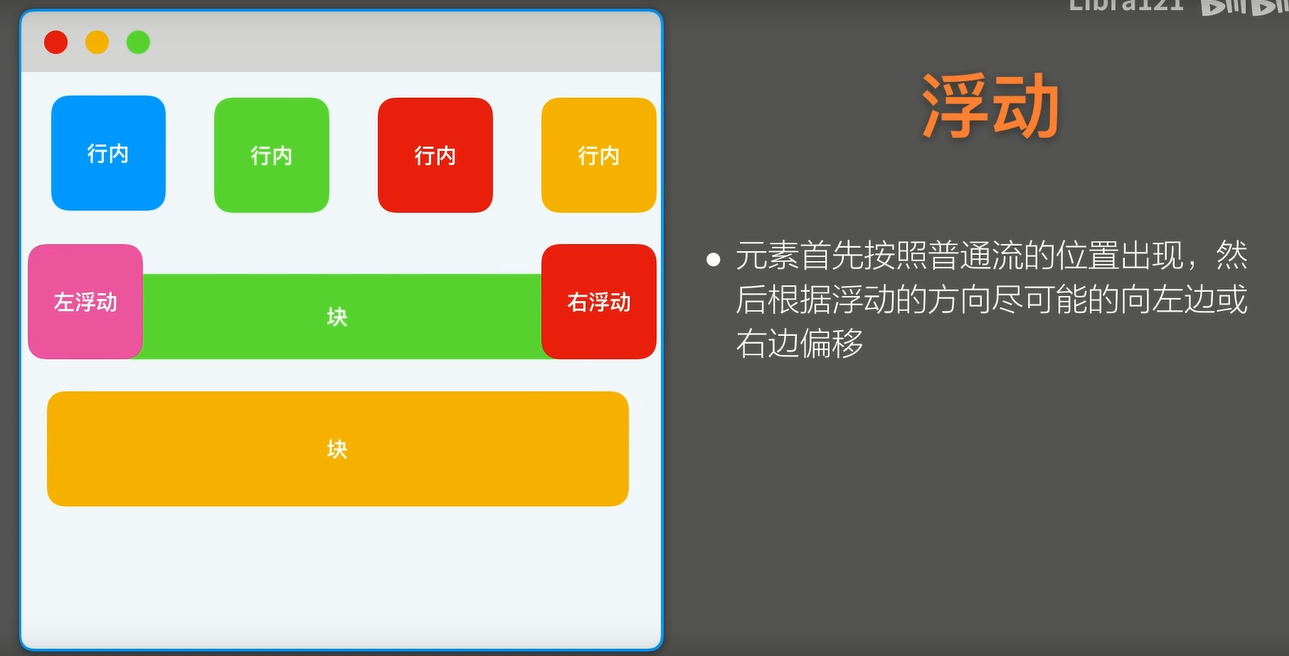 Libra121
浮动
行内 行内 行内 行内
左浮动 块 右浮动
块
元素首先按照普通流的位置出现，然
后根据浮动的方向尽可能的向左边或
右边偏移